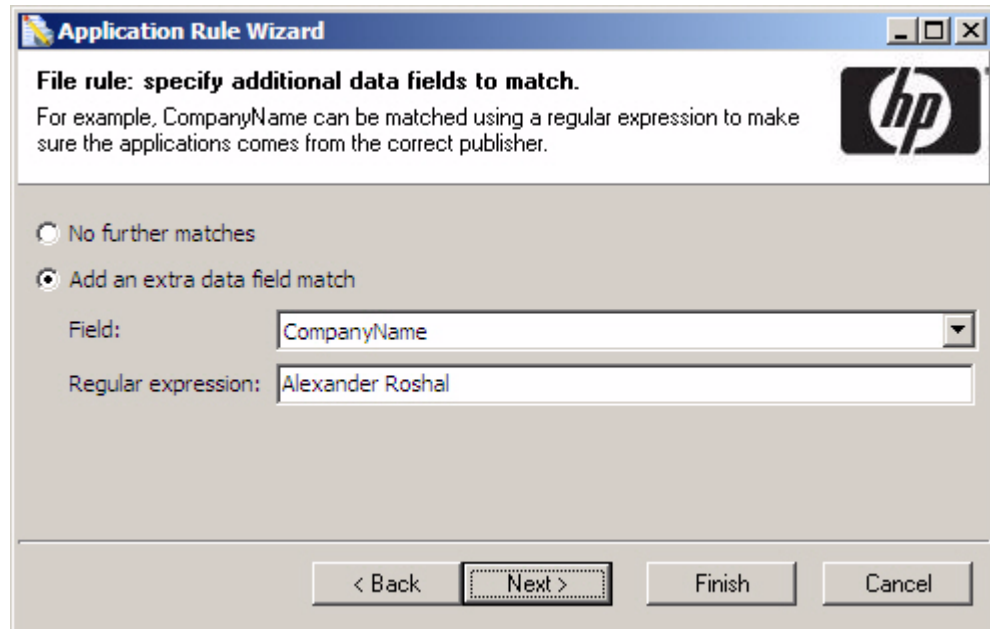 Application Rule Wizard
File rule: specify additional data fields to match.
For example, CompanyName can be matched using a regular expression to make
sure the applications comes from the correct publisher.
hp
No further matches
Add an extra data field match
Field: CompanyName
Regular expression: Alexander Roshal
< Back Next > Finish Cancel